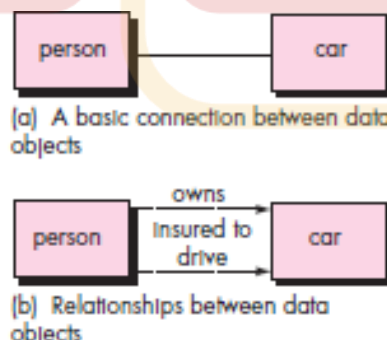 person car
(a) A basic connection between data
objects
owns
person insured to car
drive
(b) Relationships between data
objects